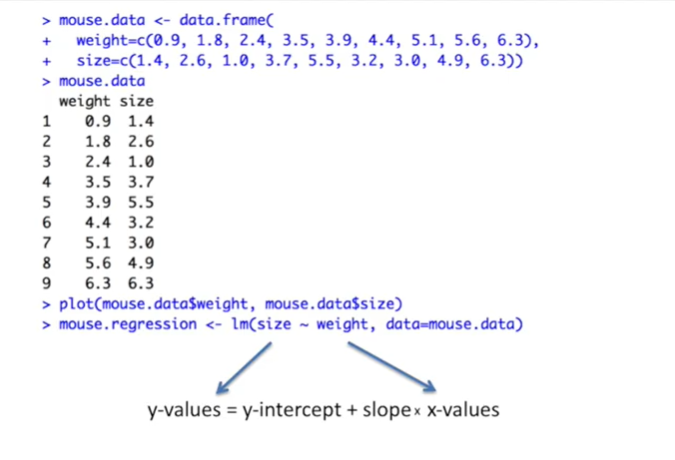 > mouse.data <- data.frame(
+ weight=c(0.9, 1.8, 2.4, 3.5, 3.9, 4.4, 5.1, 5.6, 6.3),
+ size=c(1.4, 2.6, 1.0, 3.7, 5.5, 3.2, 3.0, 4.9, 6.3))
> mouse.data
weight size
1 0.9 1.4
2 1.8 2.6
3 2.4 1.0
4 3.5 3.7
5 3.9 5.5
6 4.4 3.2
7 5.1 3.0
8 5.6 4.9
9 6.3 6.3
> plot(mouse.data$weight, mouse.data$size)
> mouse.regression <- lm(size ~ weight, data=mouse.data)
y-values = y-intercept + slope x x-values